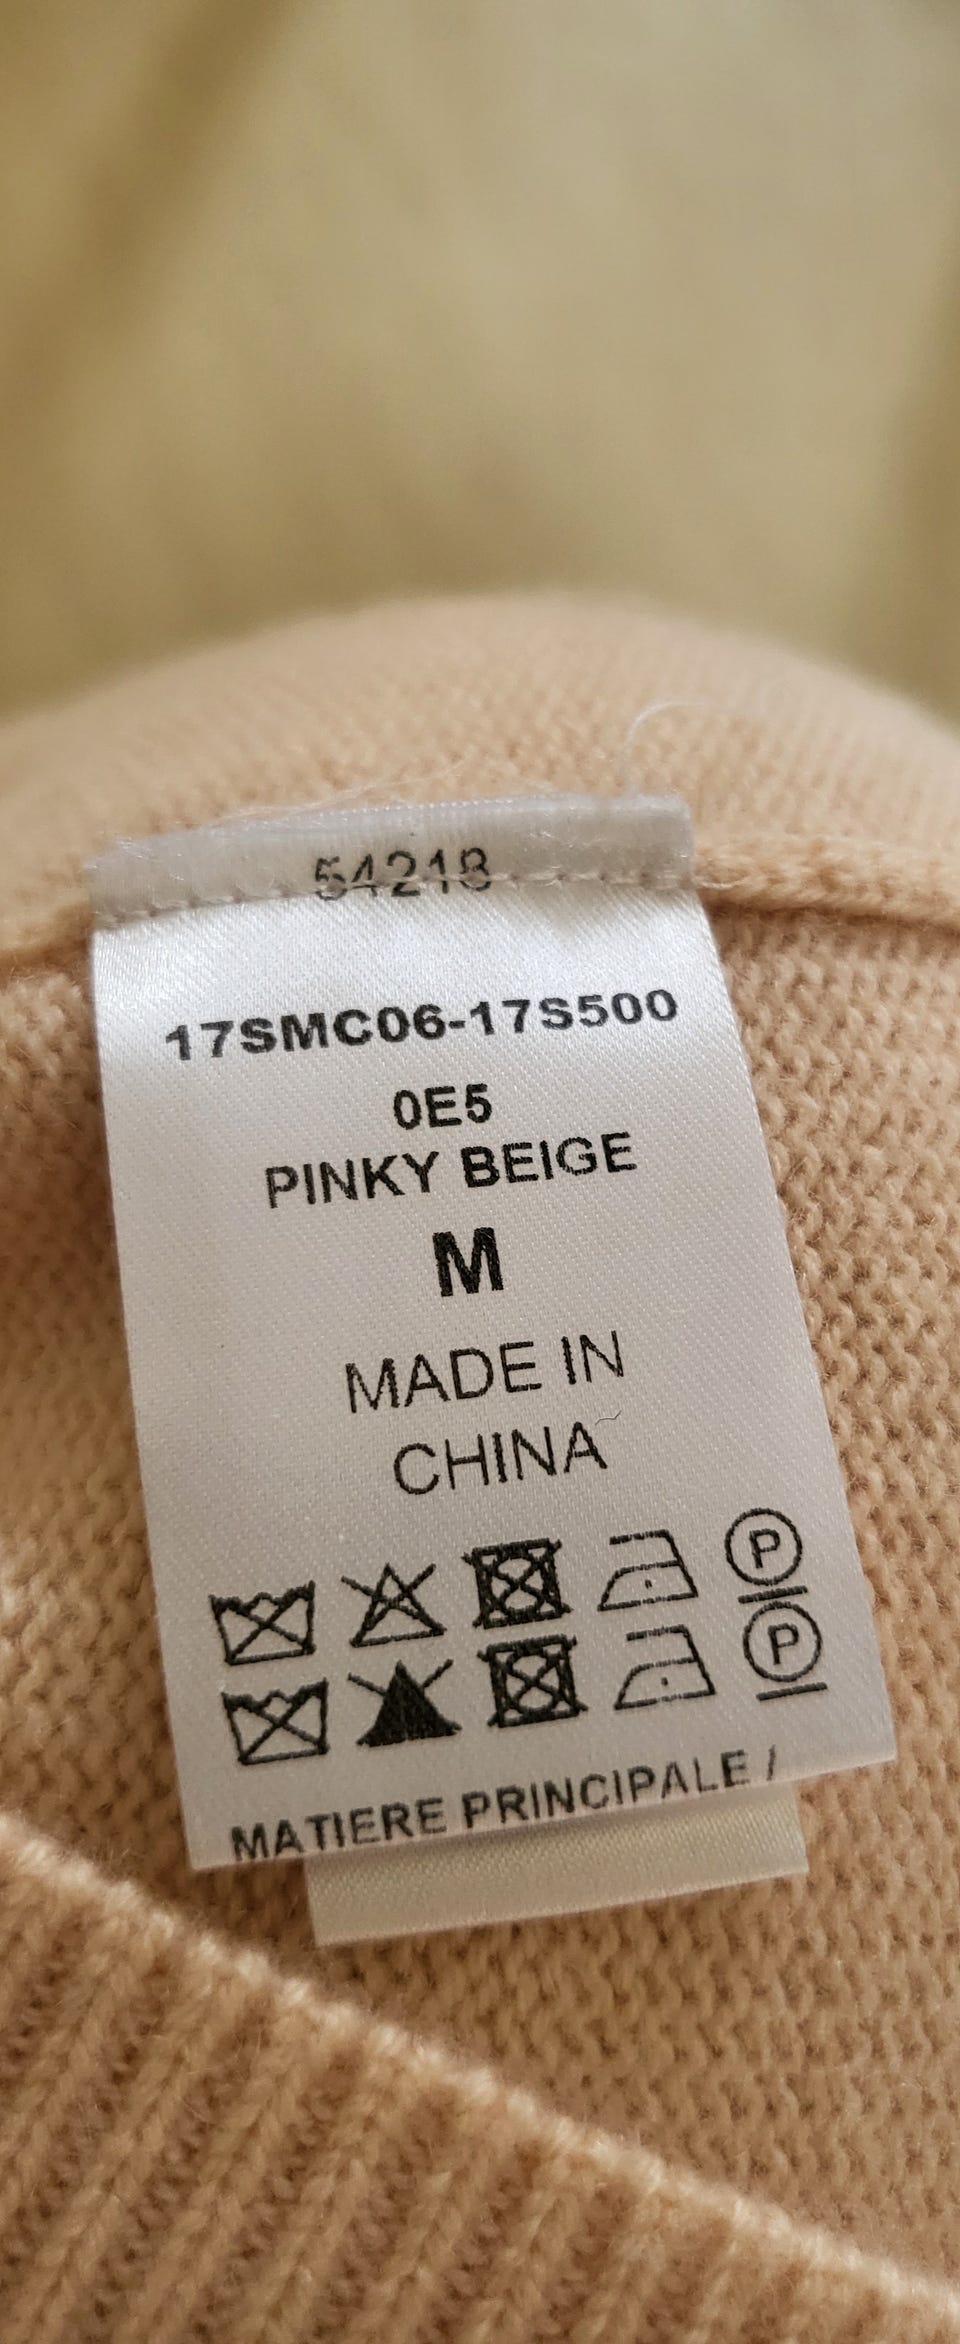 54218
17SMC06-17S500
0E5
PINKY BEIGE
M
MADE IN
CHINA
P
P
MATIERE PRINCIPALE /